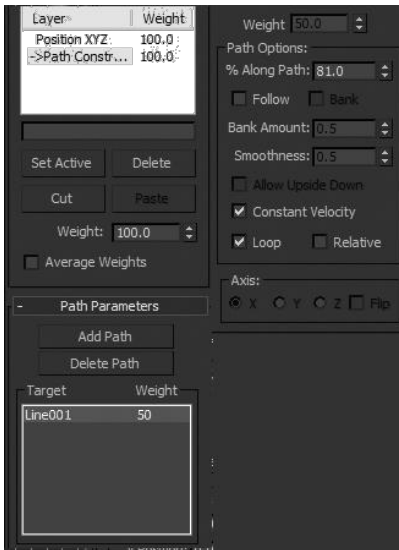 Layer Weight
Position XYZ 100.0
->Path Constr... 100.0
Set Active Delete
Cut Paste
Weight: 100.0
Average Weights
- Path Parameters
Add Path
Delete Path
Target Weight
Line001 50
Weight 50.0
Path Options:
% Along Path: 81.0
Follow Bank
Bank Amount: 0.5
Smoothness: 0.5
Allow Upside Down
Constant Velocity
Loop Relative
Axis:
X Y Z Flip